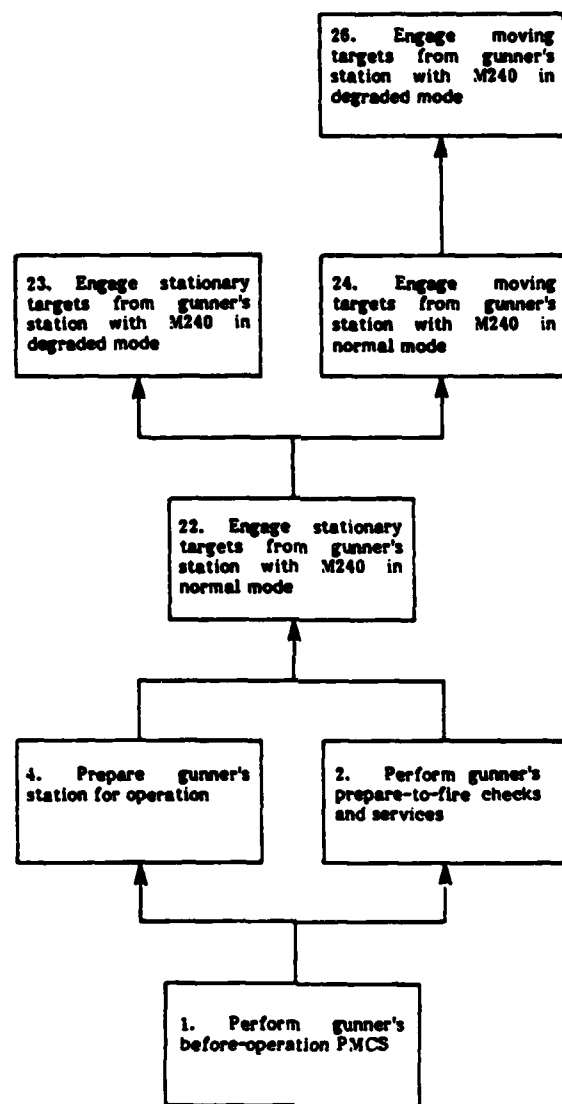 26. Engage moving
targets from gunner's
station with M240 in
degraded mode
23. Engage stationary
targets from gunner's
station with M240 in
degraded mode
24. Engage moving
targets from gunner's
station with M240 in
normal mode
22. Engage stationary
targets from gunner's
station with M240 in
normal mode
4. Prepare gunner's
station for operation
2. Perform gunner's
prepare-to-fire checks
and services
1. Perform gunner's
before-operation PMCS